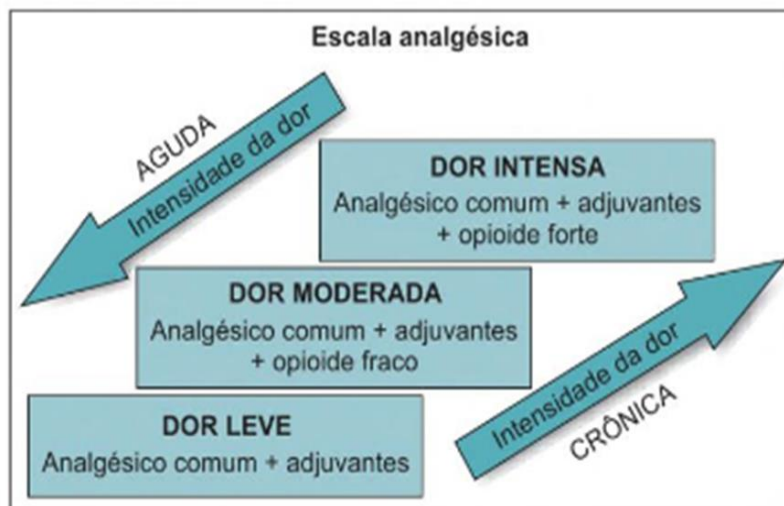 Escala analgésica
AGUDA
Intensidade da dor
DOR INTENSA
Analgésico comum + adjuvantes
+ opioide forte
DOR MODERADA
Analgésico comum + adjuvantes
+ opioide fraco
DOR LEVE
Analgésico comum + adjuvantes
Intensidade da dor
CRÔNICA